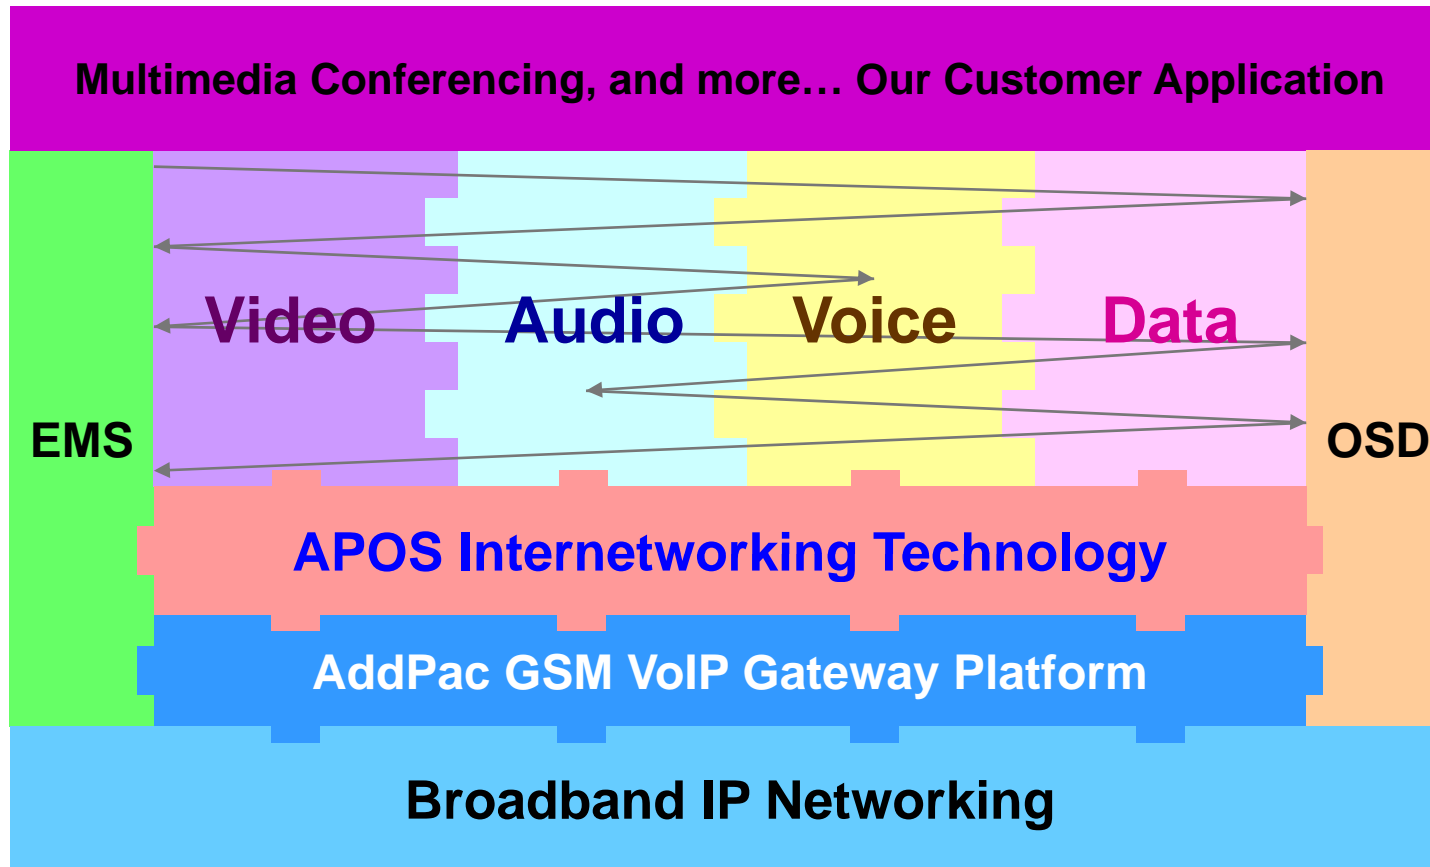 Multimedia Conferencing, and more… Our Customer Application
Video Audio Voice Data
EMS
OSD
APOS Internetworking Technology
AddPac GSM VoIP Gateway Platform
Broadband IP Networking